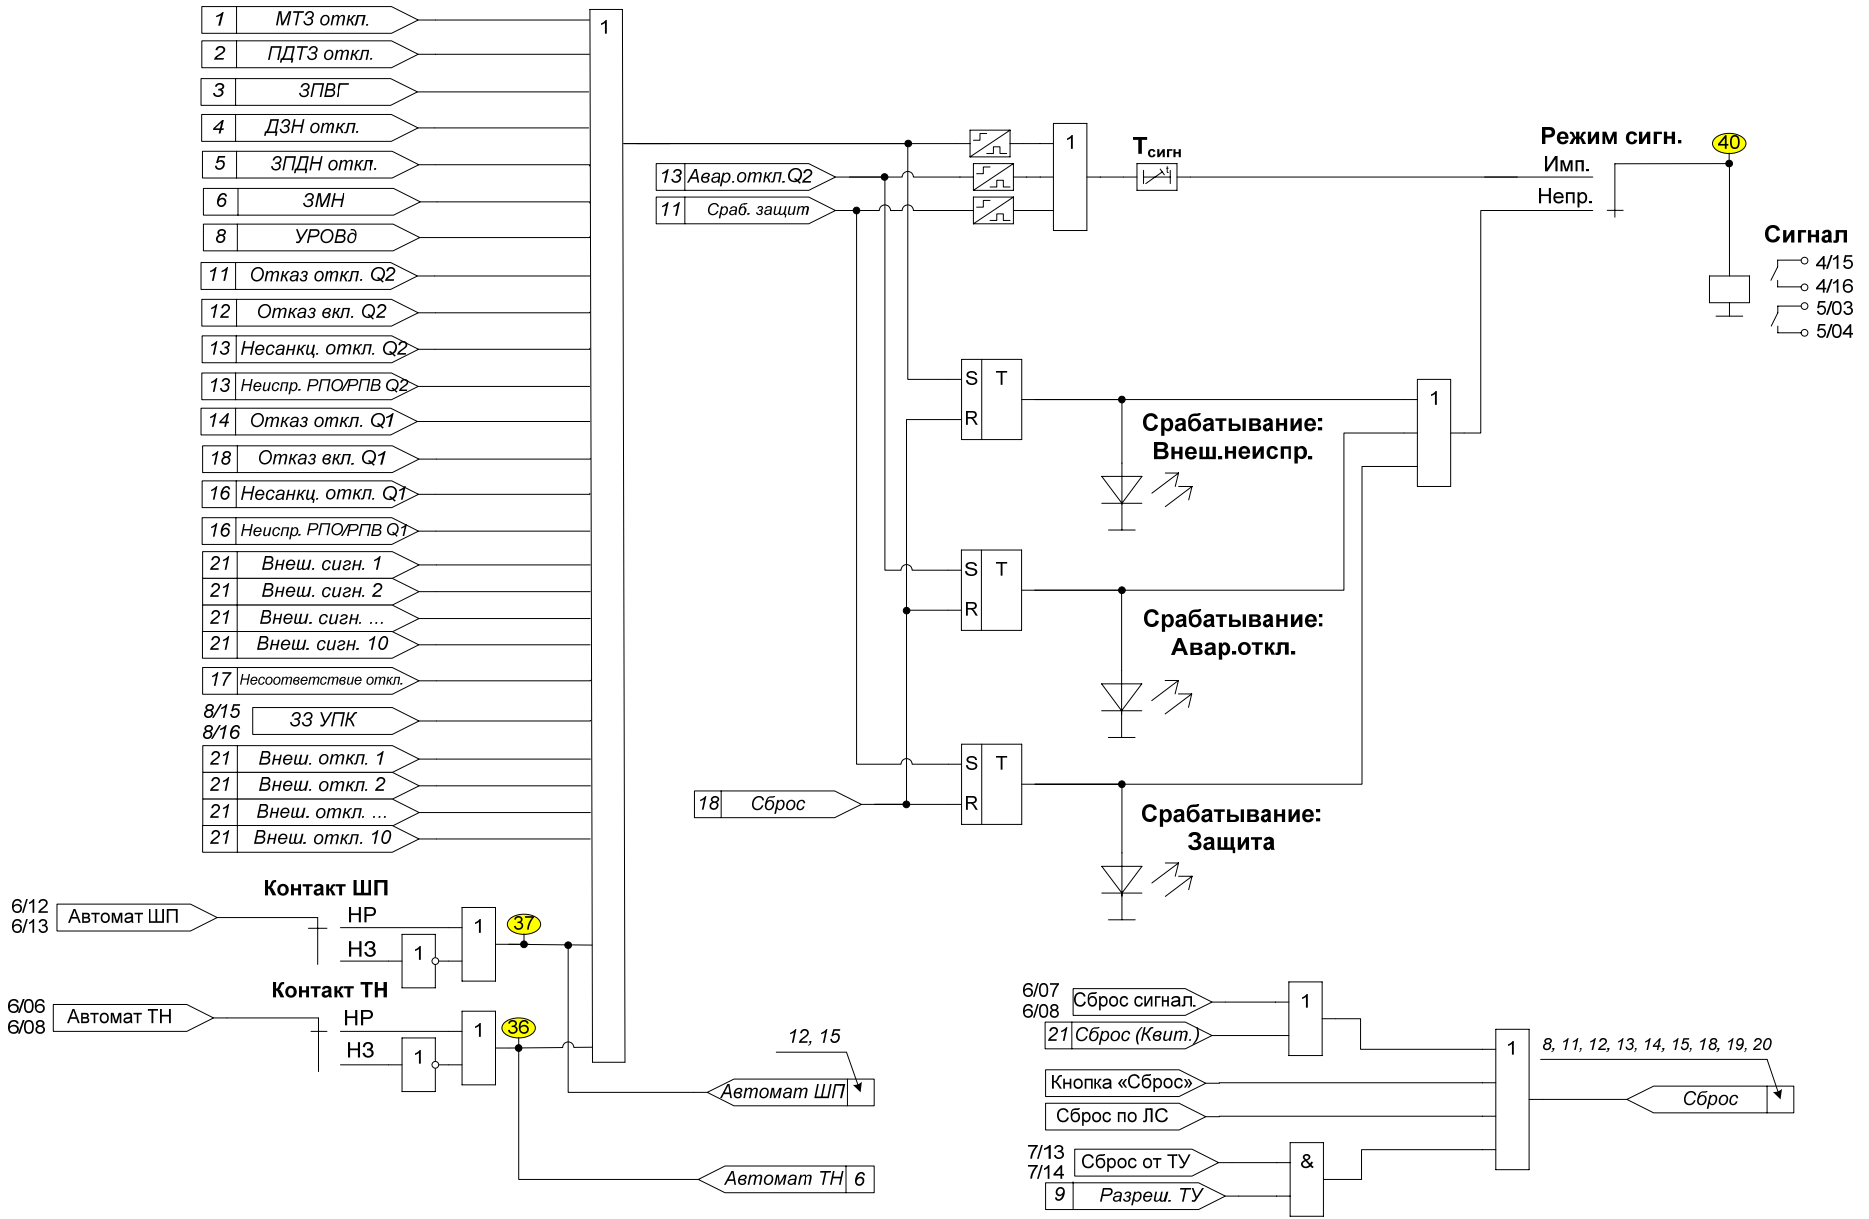 1 МТЗ откл.
2 ПДТЗ откл.
3 ЗПВГ
4 ДЗН откл.
5 ЗПДН откл.
6 ЗМН
8 УРОВд
11 Отказ откл. Q2
12 Отказ вкл. Q2
13 Несанкц. откл. Q2
13 Неиспр. РПО/РПВ Q2
14 Отказ откл. Q1
18 Отказ вкл. Q1
16 Несанкц. откл. Q1
16 Неиспр. РПО/РПВ Q1
21 Внеш. сигн. 1
21 Внеш. сигн. 2
21 Внеш. сигн. ...
21 Внеш. сигн. 10
17 Несоответствие откл.
8/15
8/16
ЗЗ УПК
21 Внеш. откл. 1
21 Внеш. откл. 2
21 Внеш. откл. ...
21 Внеш. откл. 10
1
Контакт ШП
6/12
6/13
Автомат ШП
НР
НЗ
1
1
37
Контакт ТН
6/06
6/08
Автомат ТН
НР
НЗ
1
1
36
12, 15
Автомат ШП
Автомат ТН 6
13 Авар.откл.Q2
11 Сраб. защит
1
Тсигн
t
Режим сигн.
Имп.
Непр.
40
Сигнал
4/15
4/16
5/03
5/04
S T
R
Срабатывание:
Внеш.неиспр.
1
S T
R
Срабатывание:
Авар.откл.
18 Сброс
S T
R
Срабатывание:
Защита
6/07
6/08
Сброс сигнал.
21 Сброс (Квит.)
1
Кнопка «Сброс»
Сброс по ЛС
7/13
7/14
Сброс от ТУ
9 Разреш. ТУ
&
1
8, 11, 12, 13, 14, 15, 18, 19, 20
Сброс